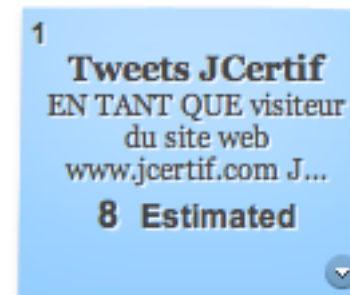 1
Tweets JCertif
EN TANT QUE visiteur
du site web
www.jcertif.com J...
8 Estimated